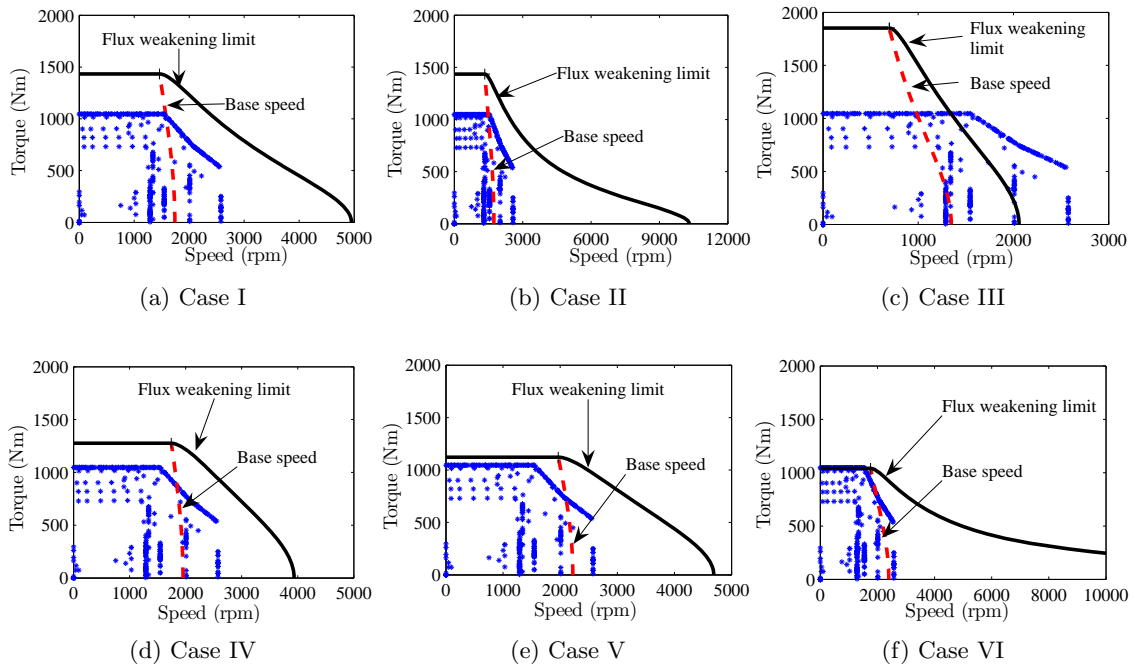 2000
1500
1000
500
0
Torque (Nm)
Flux weakening limit
Base speed
0 1000 2000 3000 4000 5000
Speed (rpm)
(a) Case I
2000
1500
1000
500
0
Torque (Nm)
Flux weakening limit
Base speed
0 3000 6000 9000 12000
Speed (rpm)
(b) Case II
2000
1500
1000
500
0
Torque (Nm)
Flux weakening
limit
Base speed
0 1000 2000 3000
Speed (rpm)
(c) Case III
2000
1500
1000
500
0
Torque (Nm)
Flux weakening limit
Base speed
0 1000 2000 3000 4000 5000
Speed (rpm)
(d) Case IV
2000
1500
1000
500
0
Torque (Nm)
Flux weakening limit
Base speed
0 1000 2000 3000 4000 5000
Speed (rpm)
(e) Case V
2000
1500
1000
500
0
Torque (Nm)
Flux weakening limit
Base speed
0 2000 4000 6000 8000 10000
Speed (rpm)
(f) Case VI